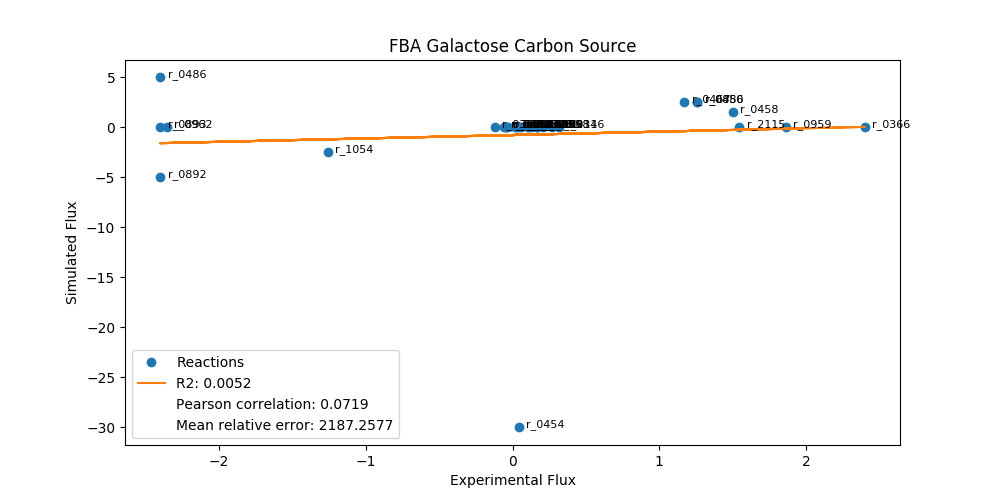 FBA Galactose Carbon Source
5
0
−5
−10
−15
−20
−25
−30
Simulated Flux
r_0486
r_0962
r_0892
r_1054
r_0450
r_0458
r_2115
r_0959
r_0366
r_0454
Reactions
R2: 0.0052
Pearson correlation: 0.0719
Mean relative error: 2187.2577
−2
−1
0
1
2
Experimental Flux